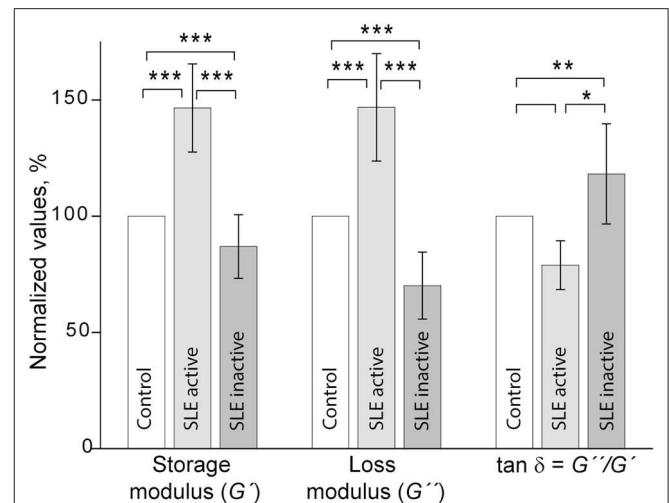 Normalized values, %
150
100
50
0
***
***
***
***
***
***
**
*
Control
SLE active
SLE inactive
Control
SLE active
SLE inactive
Control
SLE active
SLE inactive
Storage
modulus (G´)
Loss
modulus (G´´)
tan δ = G´´/G´